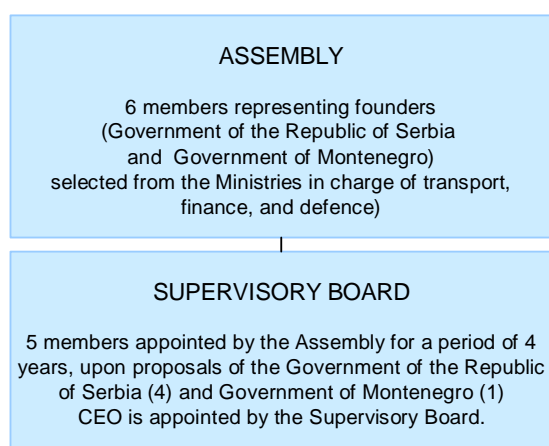 ASSEMBLY
6 members representing founders
(Government of the Republic of Serbia
and Government of Montenegro)
selected from the Ministries in charge of transport,
finance, and defence)
SUPERVISORY BOARD
5 members appointed by the Assembly for a period of 4
years, upon proposals of the Government of the Republic
of Serbia (4) and Government of Montenegro (1)
CEO is appointed by the Supervisory Board.